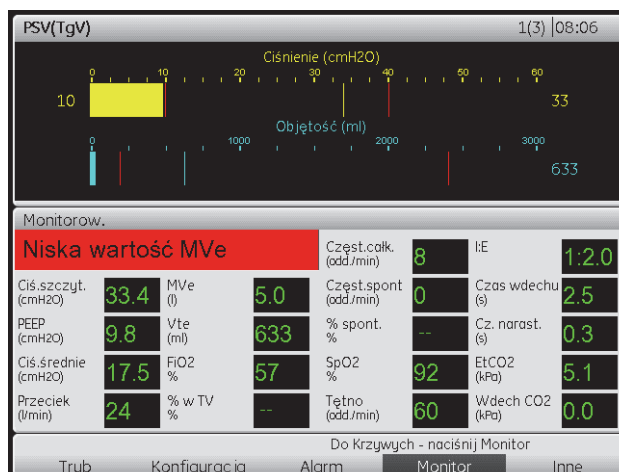 PSV(TgV) 1(3) |08:06
Ciśnienie (cmH2O)
0 10 20 30 40 50 60
10 33
Objętość (ml)
0 1000 2000 3000
633
Monitorow.
Niska wartość MVe
Częst.całk. (odd./min) 8 I:E 1:2.0
Ciś.szczyt. (cmH2O) 33.4 MVe (l) 5.0 Częst.spont (odd./min) 0 Czas wdechu (s) 2.5
PEEP (cmH2O) 9.8 Vte (ml) 633 % spont. % -- Cz. narast. (s) 0.3
Ciś.średnie (cmH2O) 17.5 FiO2 % 57 SpO2 % 92 EtCO2 (kPa) 5.1
Przeciek (l/min) 24 % w TV % -- Tętno (odd./min) 60 Wdech CO2 (kPa) 0.0
Do Krzywych - naciśnij Monitor
Tryb Konfiguracja Alarm Monitor Inne